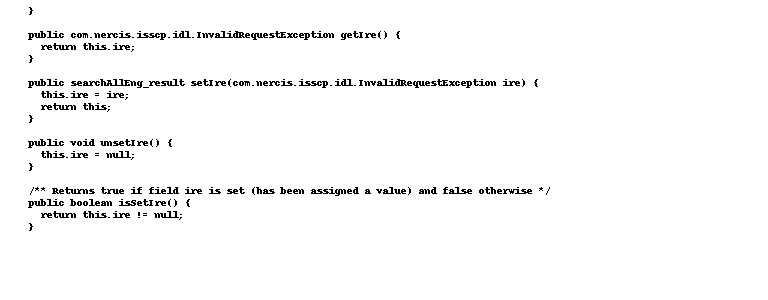 }

public com.nercis.isscp.idl.InvalidRequestException getIre() {
  return this.ire;
}

public searchAllEng_result setIre(com.nercis.isscp.idl.InvalidRequestException ire) {
  this.ire = ire;
  return this;
}

public void unsetIre() {
  this.ire = null;
}

/** Returns true if field ire is set (has been assigned a value) and false otherwise */
public boolean isSetIre() {
  return this.ire != null;
}